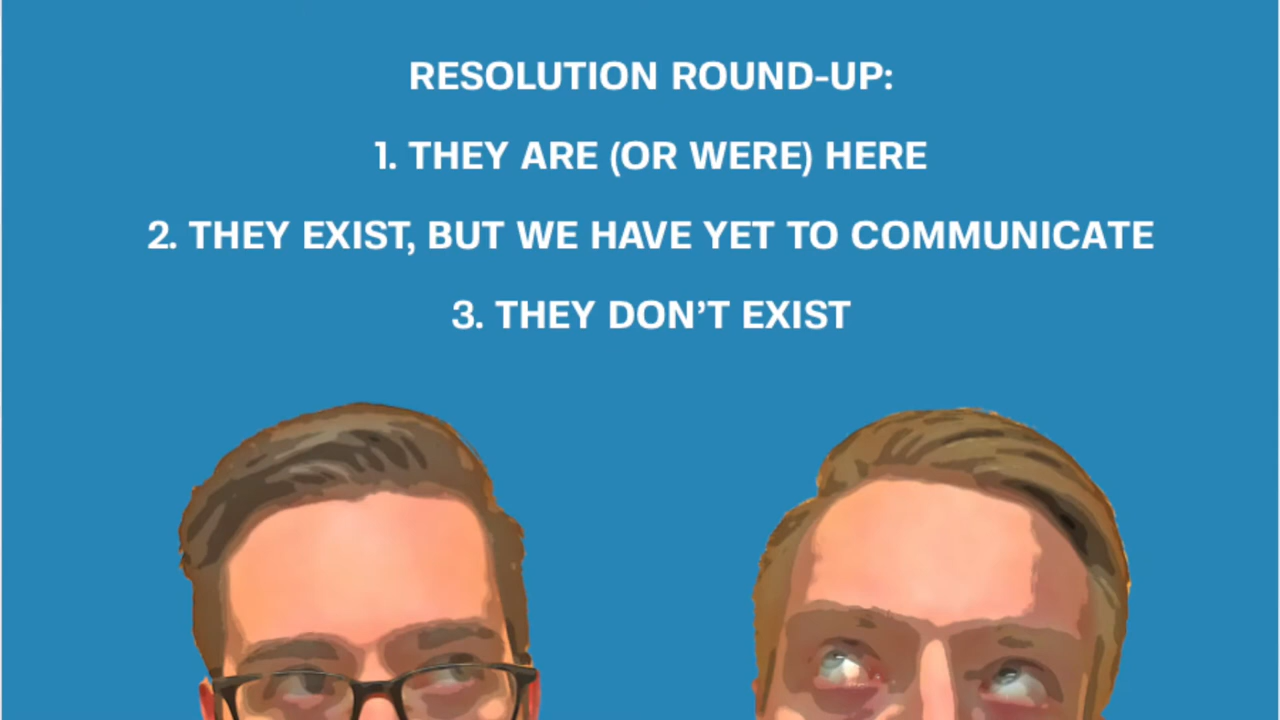 RESOLUTION ROUND-UP:
1. THEY ARE (OR WERE) HERE
2. THEY EXIST, BUT WE HAVE YET TO COMMUNICATE
3. THEY DON’T EXIST